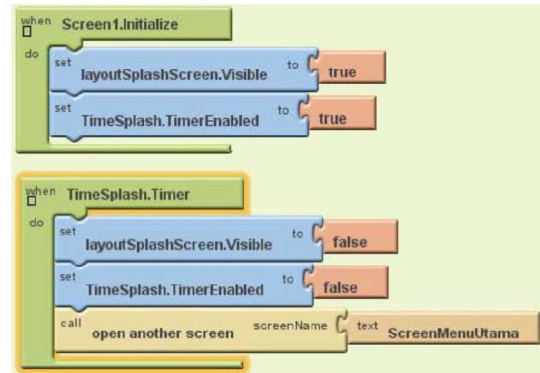 when Screen1.Initialize
do set layoutSplashScreen.Visible to true
set TimeSplash.TimerEnabled to true
when TimeSplash.Timer
do set layoutSplashScreen.Visible to false
set TimeSplash.TimerEnabled to false
call open another screen screenName text ScreenMenuUtama